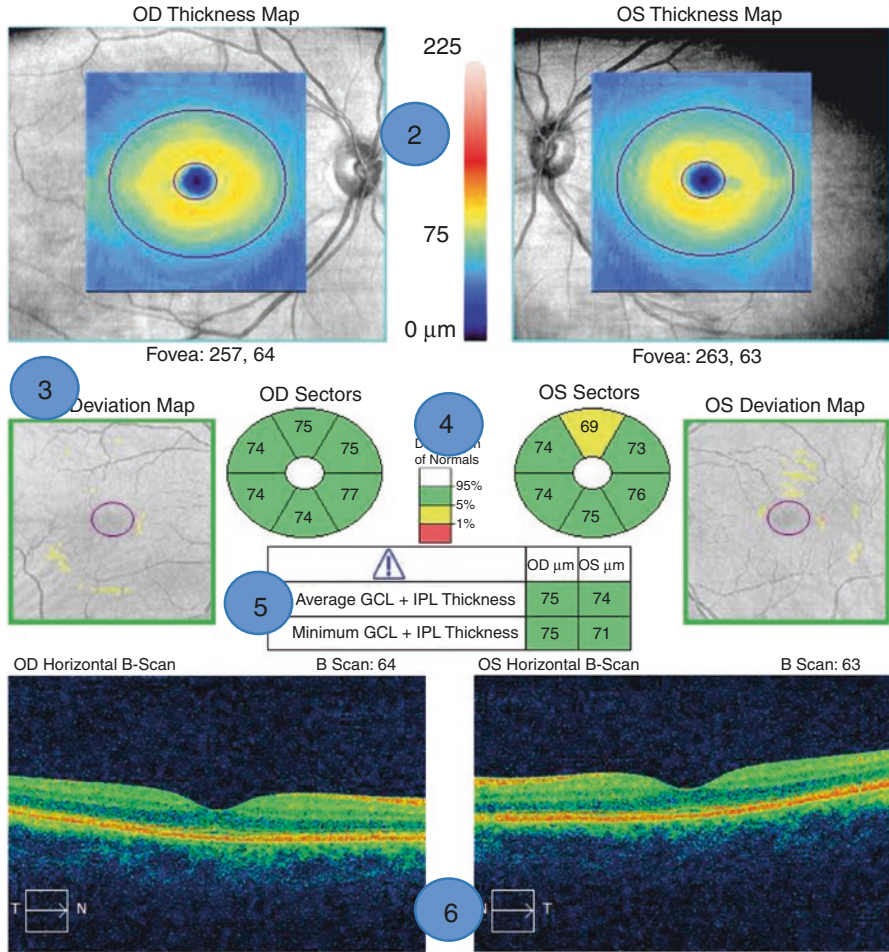 OD Thickness Map
OS Thickness Map
225
2
75
0 μm
Fovea: 257, 64
Fovea: 263, 63
3
Deviation Map
OD Sectors
4
OS Sectors
OS Deviation Map
D n
of Normals
95%
5%
1%
75
74
75
74
77
74
69
74
73
74
76
75
OD μm OS μm
5
Average GCL + IPL Thickness 75 74
Minimum GCL + IPL Thickness 75 71
OD Horizontal B-Scan
B Scan: 64
OS Horizontal B-Scan
B Scan: 63
T N
6
T